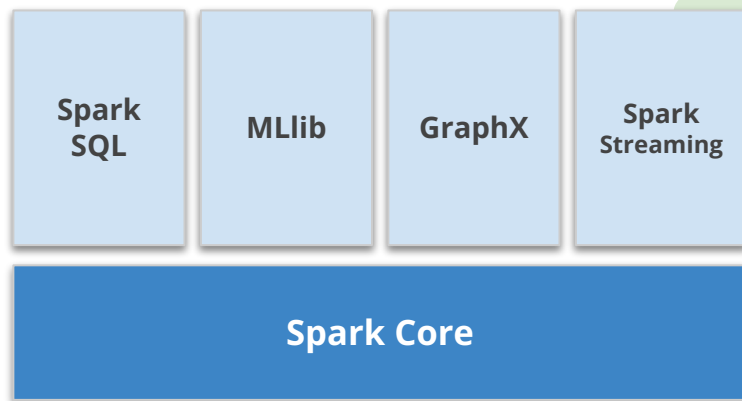 Spark
SQL
MLlib
GraphX
Spark
Streaming
Spark Core